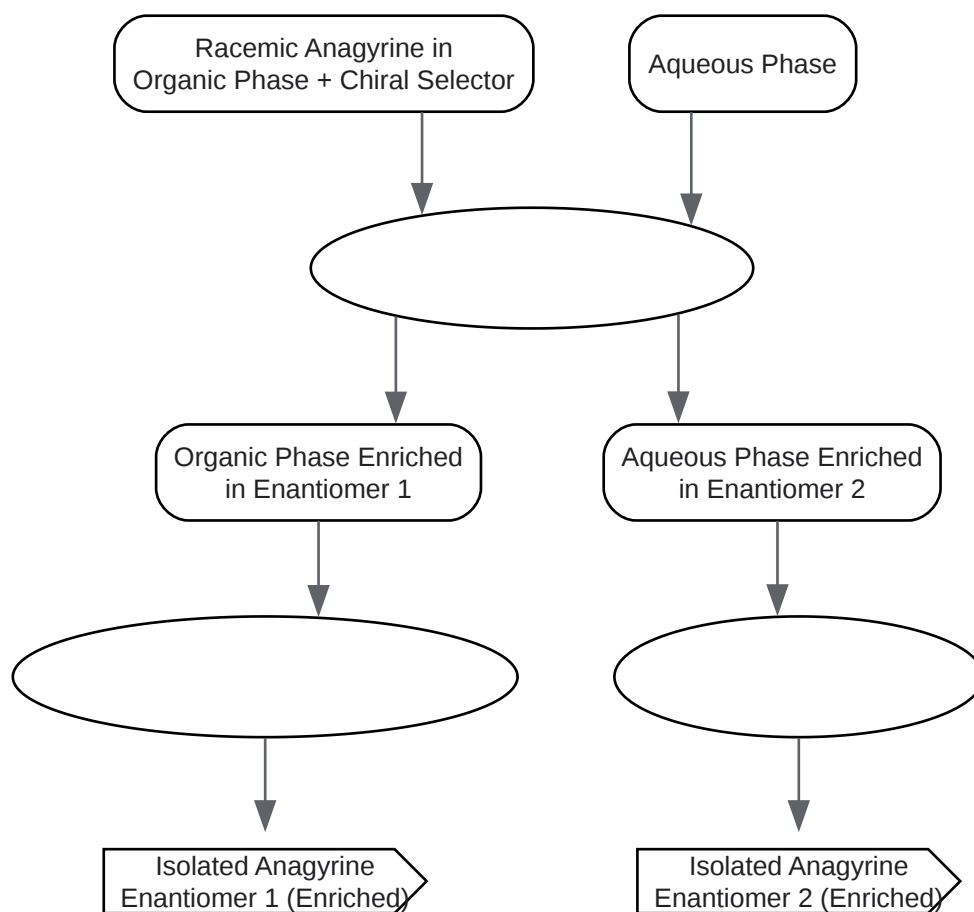 Racemic Anagyrine in
Organic Phase + Chiral Selector
Aqueous Phase
Organic Phase Enriched
in Enantiomer 1
Aqueous Phase Enriched
in Enantiomer 2
Isolated Anagyrine
Enantiomer 1 (Enriched)
Isolated Anagyrine
Enantiomer 2 (Enriched)